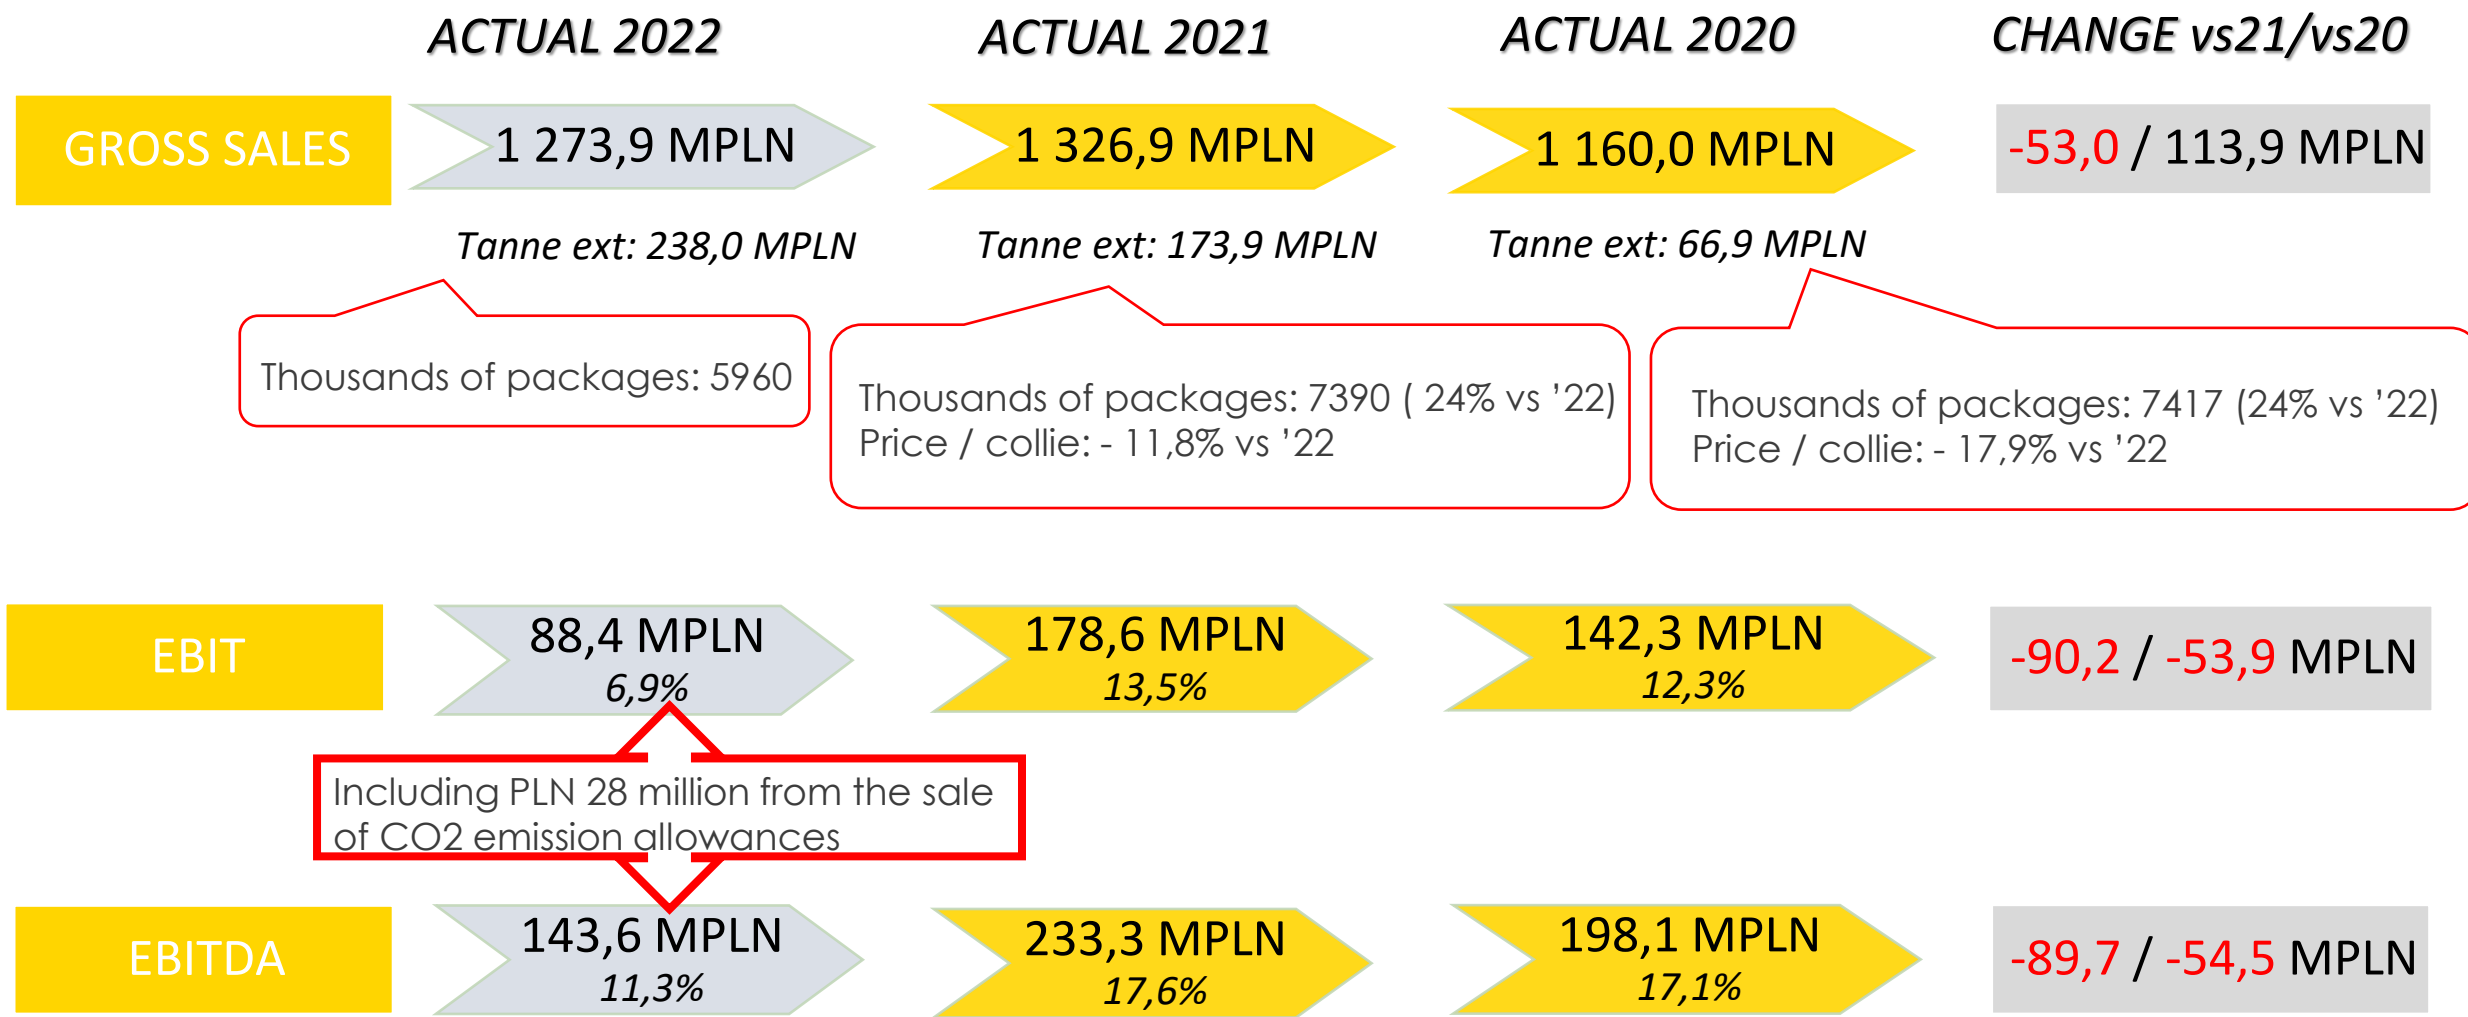 ACTUAL 2022 ACTUAL 2021 ACTUAL 2020 CHANGE vs21/vs20
GROSS SALES 1 273,9 MPLN 1 326,9 MPLN 1 160,0 MPLN -53,0 / 113,9 MPLN
Tanne ext: 238,0 MPLN Tanne ext: 173,9 MPLN Tanne ext: 66,9 MPLN
Thousands of packages: 5960
Thousands of packages: 7390 ( 24% vs ’22)
Price / collie: - 11,8% vs ’22
Thousands of packages: 7417 (24% vs ’22)
Price / collie: - 17,9% vs ’22
EBIT 88,4 MPLN 178,6 MPLN 142,3 MPLN -90,2 / -53,9 MPLN
6,9% 13,5% 12,3%
Including PLN 28 million from the sale
of CO2 emission allowances
EBITDA 143,6 MPLN 233,3 MPLN 198,1 MPLN -89,7 / -54,5 MPLN
11,3% 17,6% 17,1%